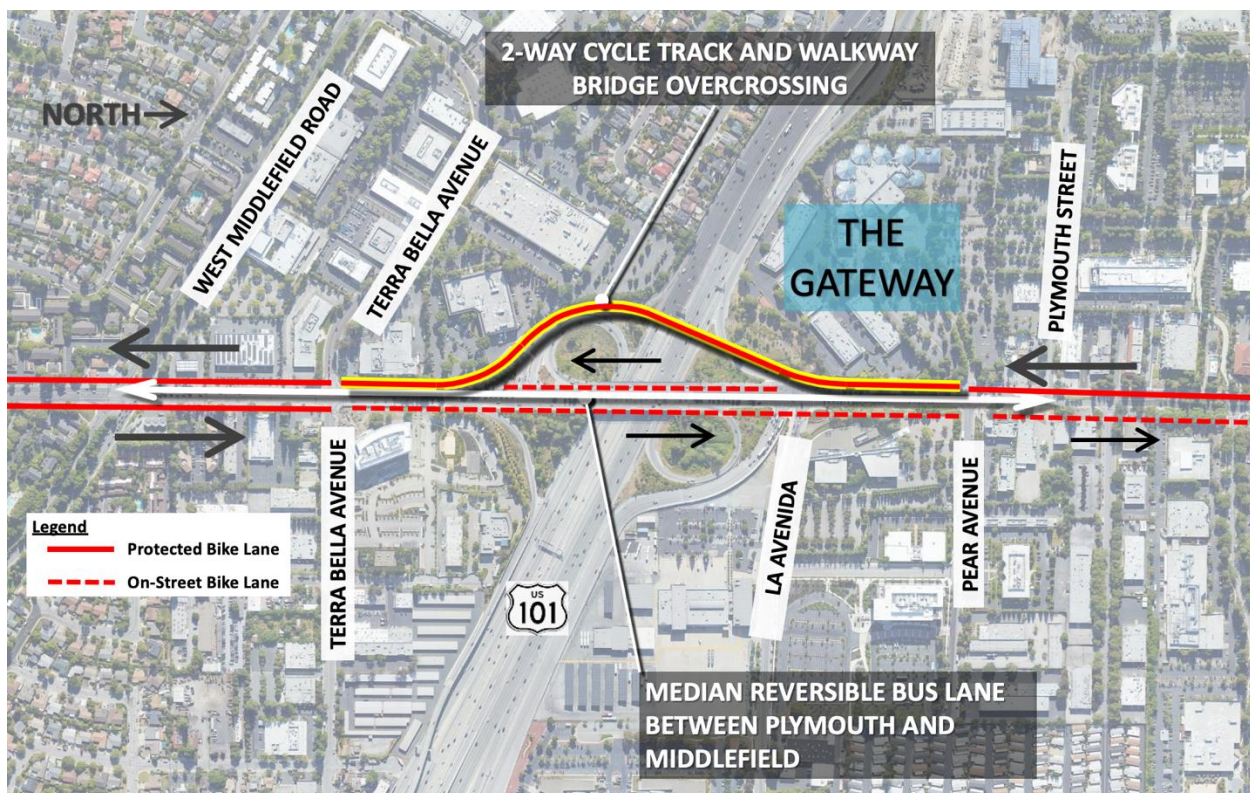 2-WAY CYCLE TRACK AND WALKWAY
BRIDGE OVERCROSSING
NORTH
WEST MIDDLEFIELD ROAD
TERRA BELLA AVENUE
THE
GATEWAY
PLYMOUTH STREET
Legend
Protected Bike Lane
On-Street Bike Lane
TERRA BELLA AVENUE
US
101
LA AVENIDA
PEAR AVENUE
MEDIAN REVERSIBLE BUS LANE
BETWEEN PLYMOUTH AND
MIDDLEFIELD